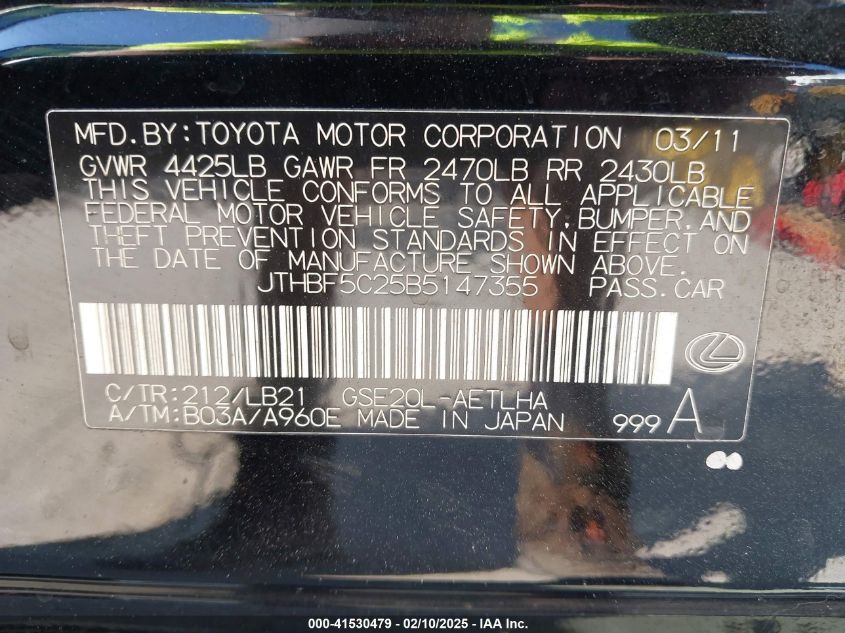 MFD.BY:TOYOTA MOTOR CORPORATION 03/11
GVWR 4425LB GAWR FR 2470LB RR 2430LB
THIS VEHICLE CONFORMS TO ALL APPLICABLE
FEDERAL MOTOR VEHICLE SAFETY,BUMPER,AND
THEFT PREVENTION STANDARDS IN EFFECT ON
THE DATE OF MANUFACTURE SHOWN ABOVE.
JTHBF5C25B5147355 PASS.CAR
C/TR:212/LB21 GSE20L-AETLHA
A/TM:B03A/A960E MADE IN JAPAN 999A
000-41530479 - 02/10/2025 - IAA Inc.